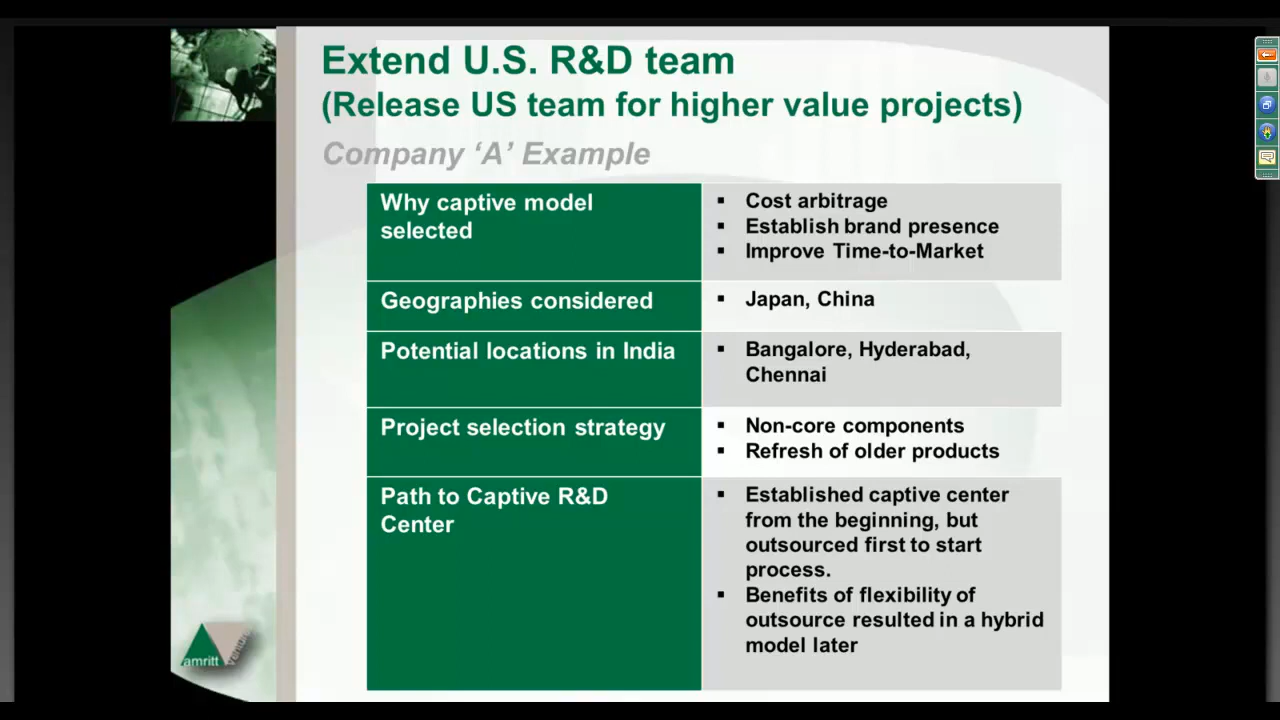 Extend U.S. R&D team
(Release US team for higher value projects)
Company ‘A’ Example
Why captive model
selected
▪ Cost arbitrage
▪ Establish brand presence
▪ Improve Time-to-Market
Geographies considered
▪ Japan, China
Potential locations in India
▪ Bangalore, Hyderabad,
Chennai
Project selection strategy
▪ Non-core components
▪ Refresh of older products
Path to Captive R&D
Center
▪ Established captive center
from the beginning, but
outsourced first to start
process.
▪ Benefits of flexibility of
outsource resulted in a hybrid
model later
amritt